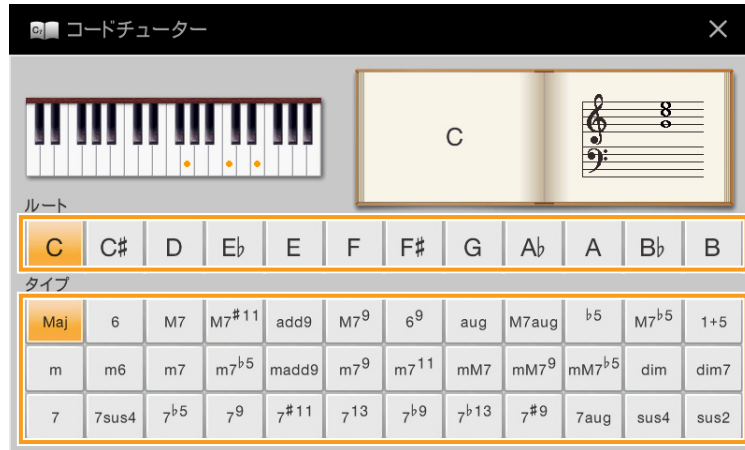 C7 コードチューター ×
C
ルート
C C♯ D E♭ E F F♯ G A♭ A B♭ B
タイプ
Maj 6 M7 M7♯11 add9 M79 69 aug M7aug ♭5 M7♭5 1+5
m m6 m7 m7♭5 madd9 m79 m711 mM7 mM79 mM7♭5 dim dim7
7 7sus4 7♭5 79 7♯11 713 7♭9 7♭13 7♯9 7aug sus4 sus2